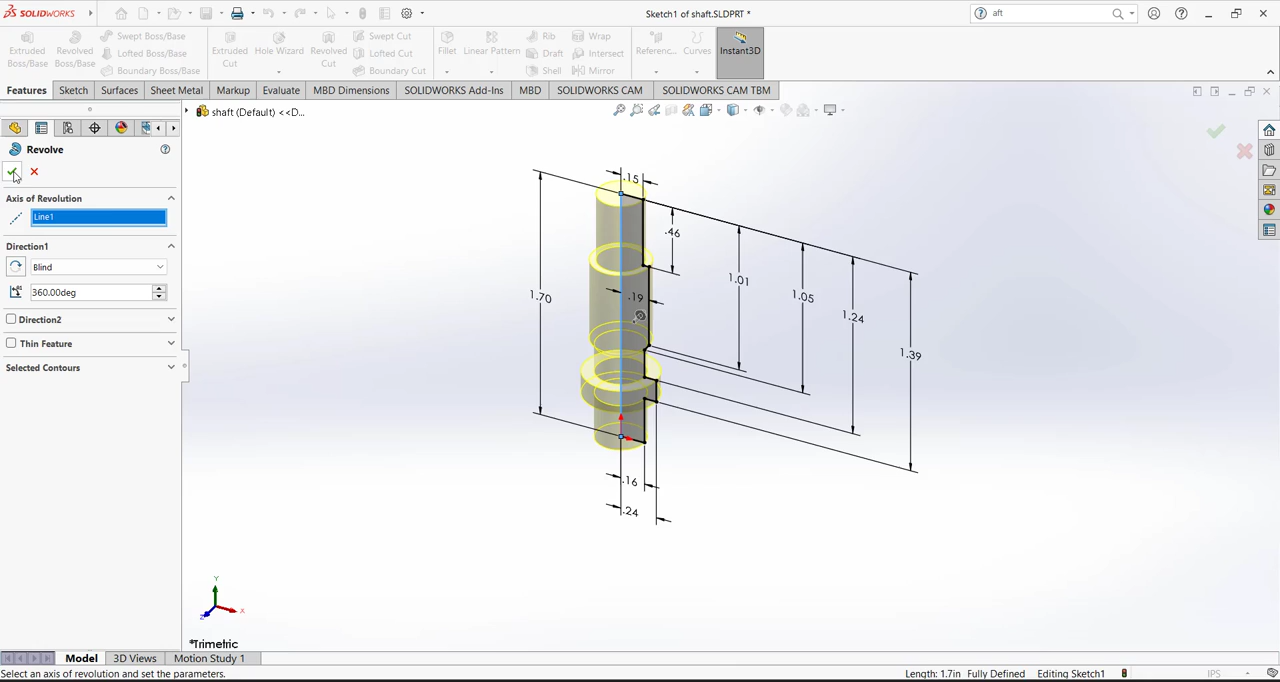 SOLIDWORKS
Sketch1 of shaft.SLDPRT *
aft
Extruded Boss/Base
Revolved Boss/Base
Swept Boss/Base
Lofted Boss/Base
Boundary Boss/Base
Extruded Cut
Hole Wizard
Revolved Cut
Swept Cut
Lofted Cut
Boundary Cut
Fillet
Linear Pattern
Rib
Draft
Shell
Wrap
Intersect
Mirror
Referenc...
Curves
Instant3D
Features
Sketch
Surfaces
Sheet Metal
Markup
Evaluate
MBD Dimensions
SOLIDWORKS Add-Ins
MBD
SOLIDWORKS CAM
SOLIDWORKS CAM TBM
shaft (Default) <<D...
Revolve
Axis of Revolution
Line1
Direction1
Blind
360.00deg
Direction2
Thin Feature
Selected Contours
.15
.46
1.70
.19
1.01
1.05
1.24
1.39
.16
.24
Y
X
Z
*Trimetric
Model
3D Views
Motion Study 1
Select an axis of revolution and set the parameters.
Length: 1.7in
Fully Defined
Editing Sketch1
IPS